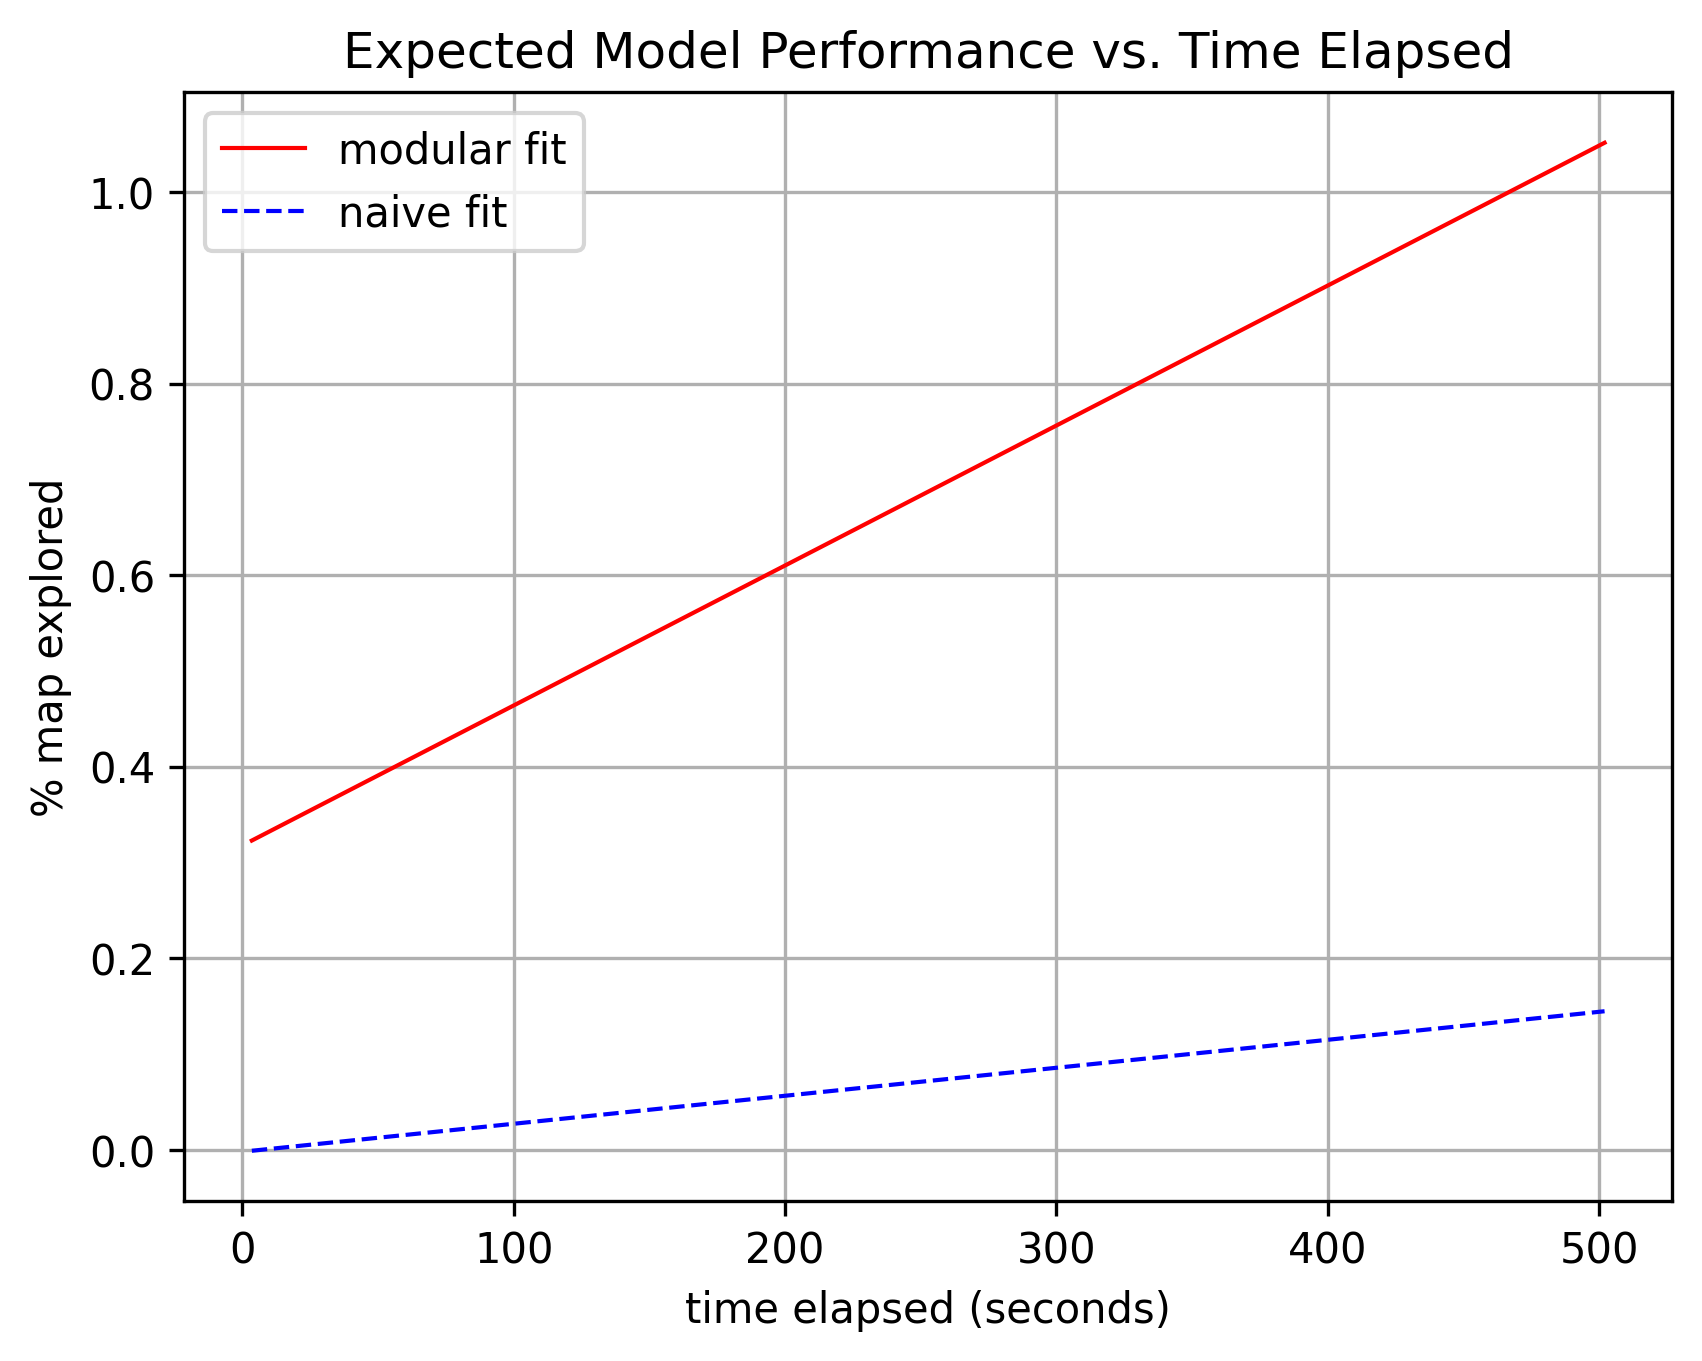 Expected Model Performance vs. Time Elapsed
modular fit
naive fit
1.0
0.8
0.6
0.4
0.2
0.0
% map explored
0 100 200 300 400 500
time elapsed (seconds)